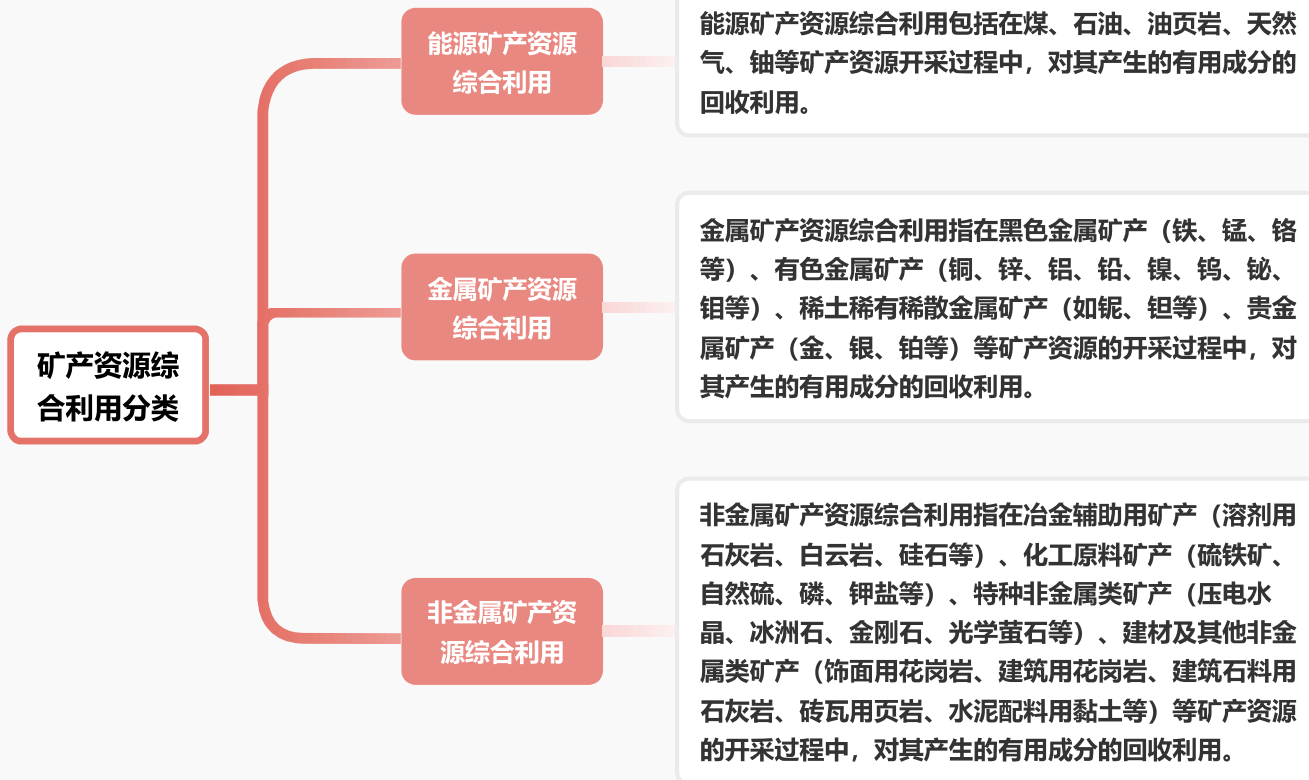 能源矿产资源
综合利用
能源矿产资源综合利用包括在煤、石油、油页岩、天然
气、铀等矿产资源开采过程中，对其产生的有用成分的
回收利用。
金属矿产资源
综合利用
金属矿产资源综合利用指在黑色金属矿产（铁、锰、铬
等）、有色金属矿产（铜、锌、铝、铅、镍、钨、铋、
钼等）、稀土稀有稀散金属矿产（如铌、钽等）、贵金
属矿产（金、银、铂等）等矿产资源的开采过程中，对
其产生的有用成分的回收利用。
矿产资源综
合利用分类
非金属矿产资
源综合利用
非金属矿产资源综合利用指在冶金辅助用矿产（溶剂用
石灰岩、白云岩、硅石等）、化工原料矿产（硫铁矿、
自然硫、磷、钾盐等）、特种非金属类矿产（压电水
晶、冰洲石、金刚石、光学萤石等）、建材及其他非金
属类矿产（饰面用花岗岩、建筑用花岗岩、建筑石料用
石灰岩、砖瓦用页岩、水泥配料用黏土等）等矿产资源
的开采过程中，对其产生的有用成分的回收利用。